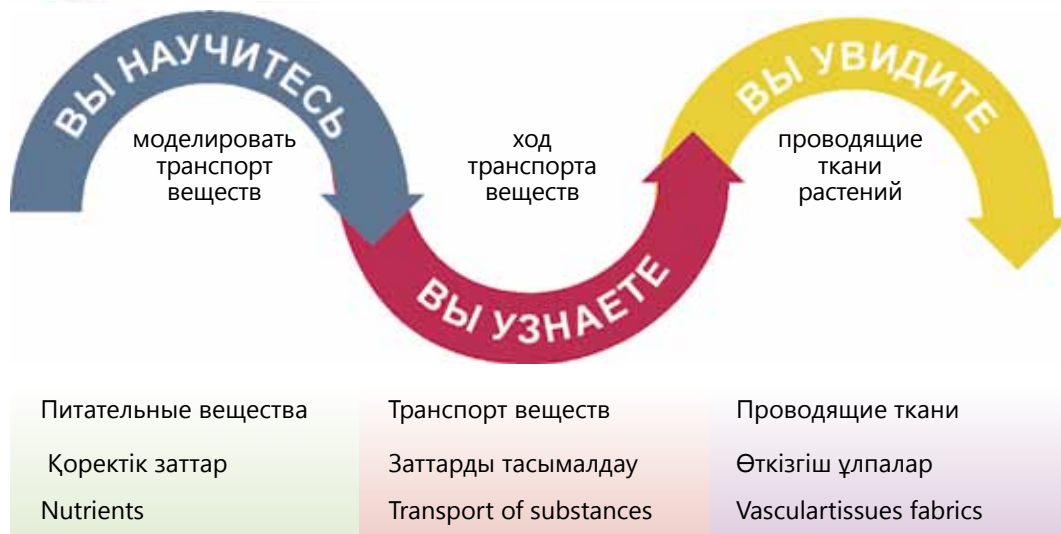 ВЫ НАУЧИТЕСЬ
моделировать
транспорт
веществ
ВЫ УЗНАЕТЕ
ход
транспорта
веществ
ВЫ УВИДИТЕ
проводящие
ткани
растений
Питательные вещества
Транспорт веществ
Проводящие ткани
Қоректік заттар
Заттарды тасымалдау
Өткізгіш ұлпалар
Nutrients
Transport of substances
Vasculartissues fabrics